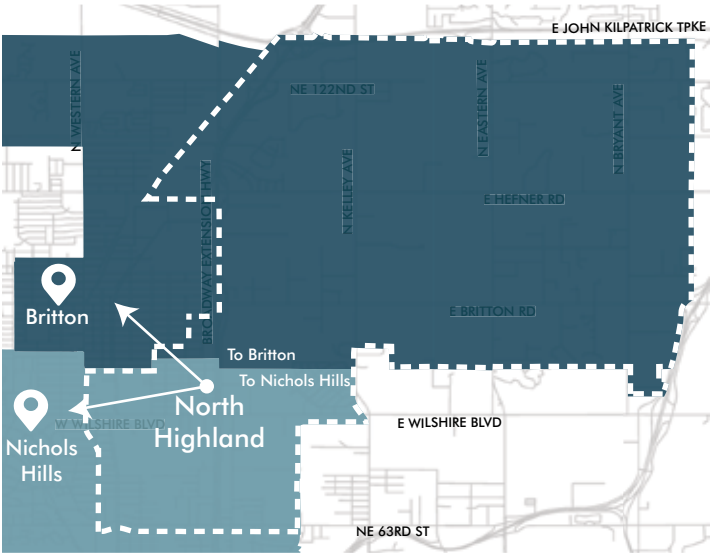 E JOHN KILPATRICK TPKE
N WESTERN AVE
NE 122ND ST
N EASTERN AVE
N BRYANT AVE
N KELLEY AVE
BROADWAY EXTENSION HWY
E HEFNER RD
Britton
E BRITTON RD
To Britton
To Nichols Hills
North
Highland
W WILSHIRE BLVD
E WILSHIRE BLVD
Nichols
Hills
NE 63RD ST